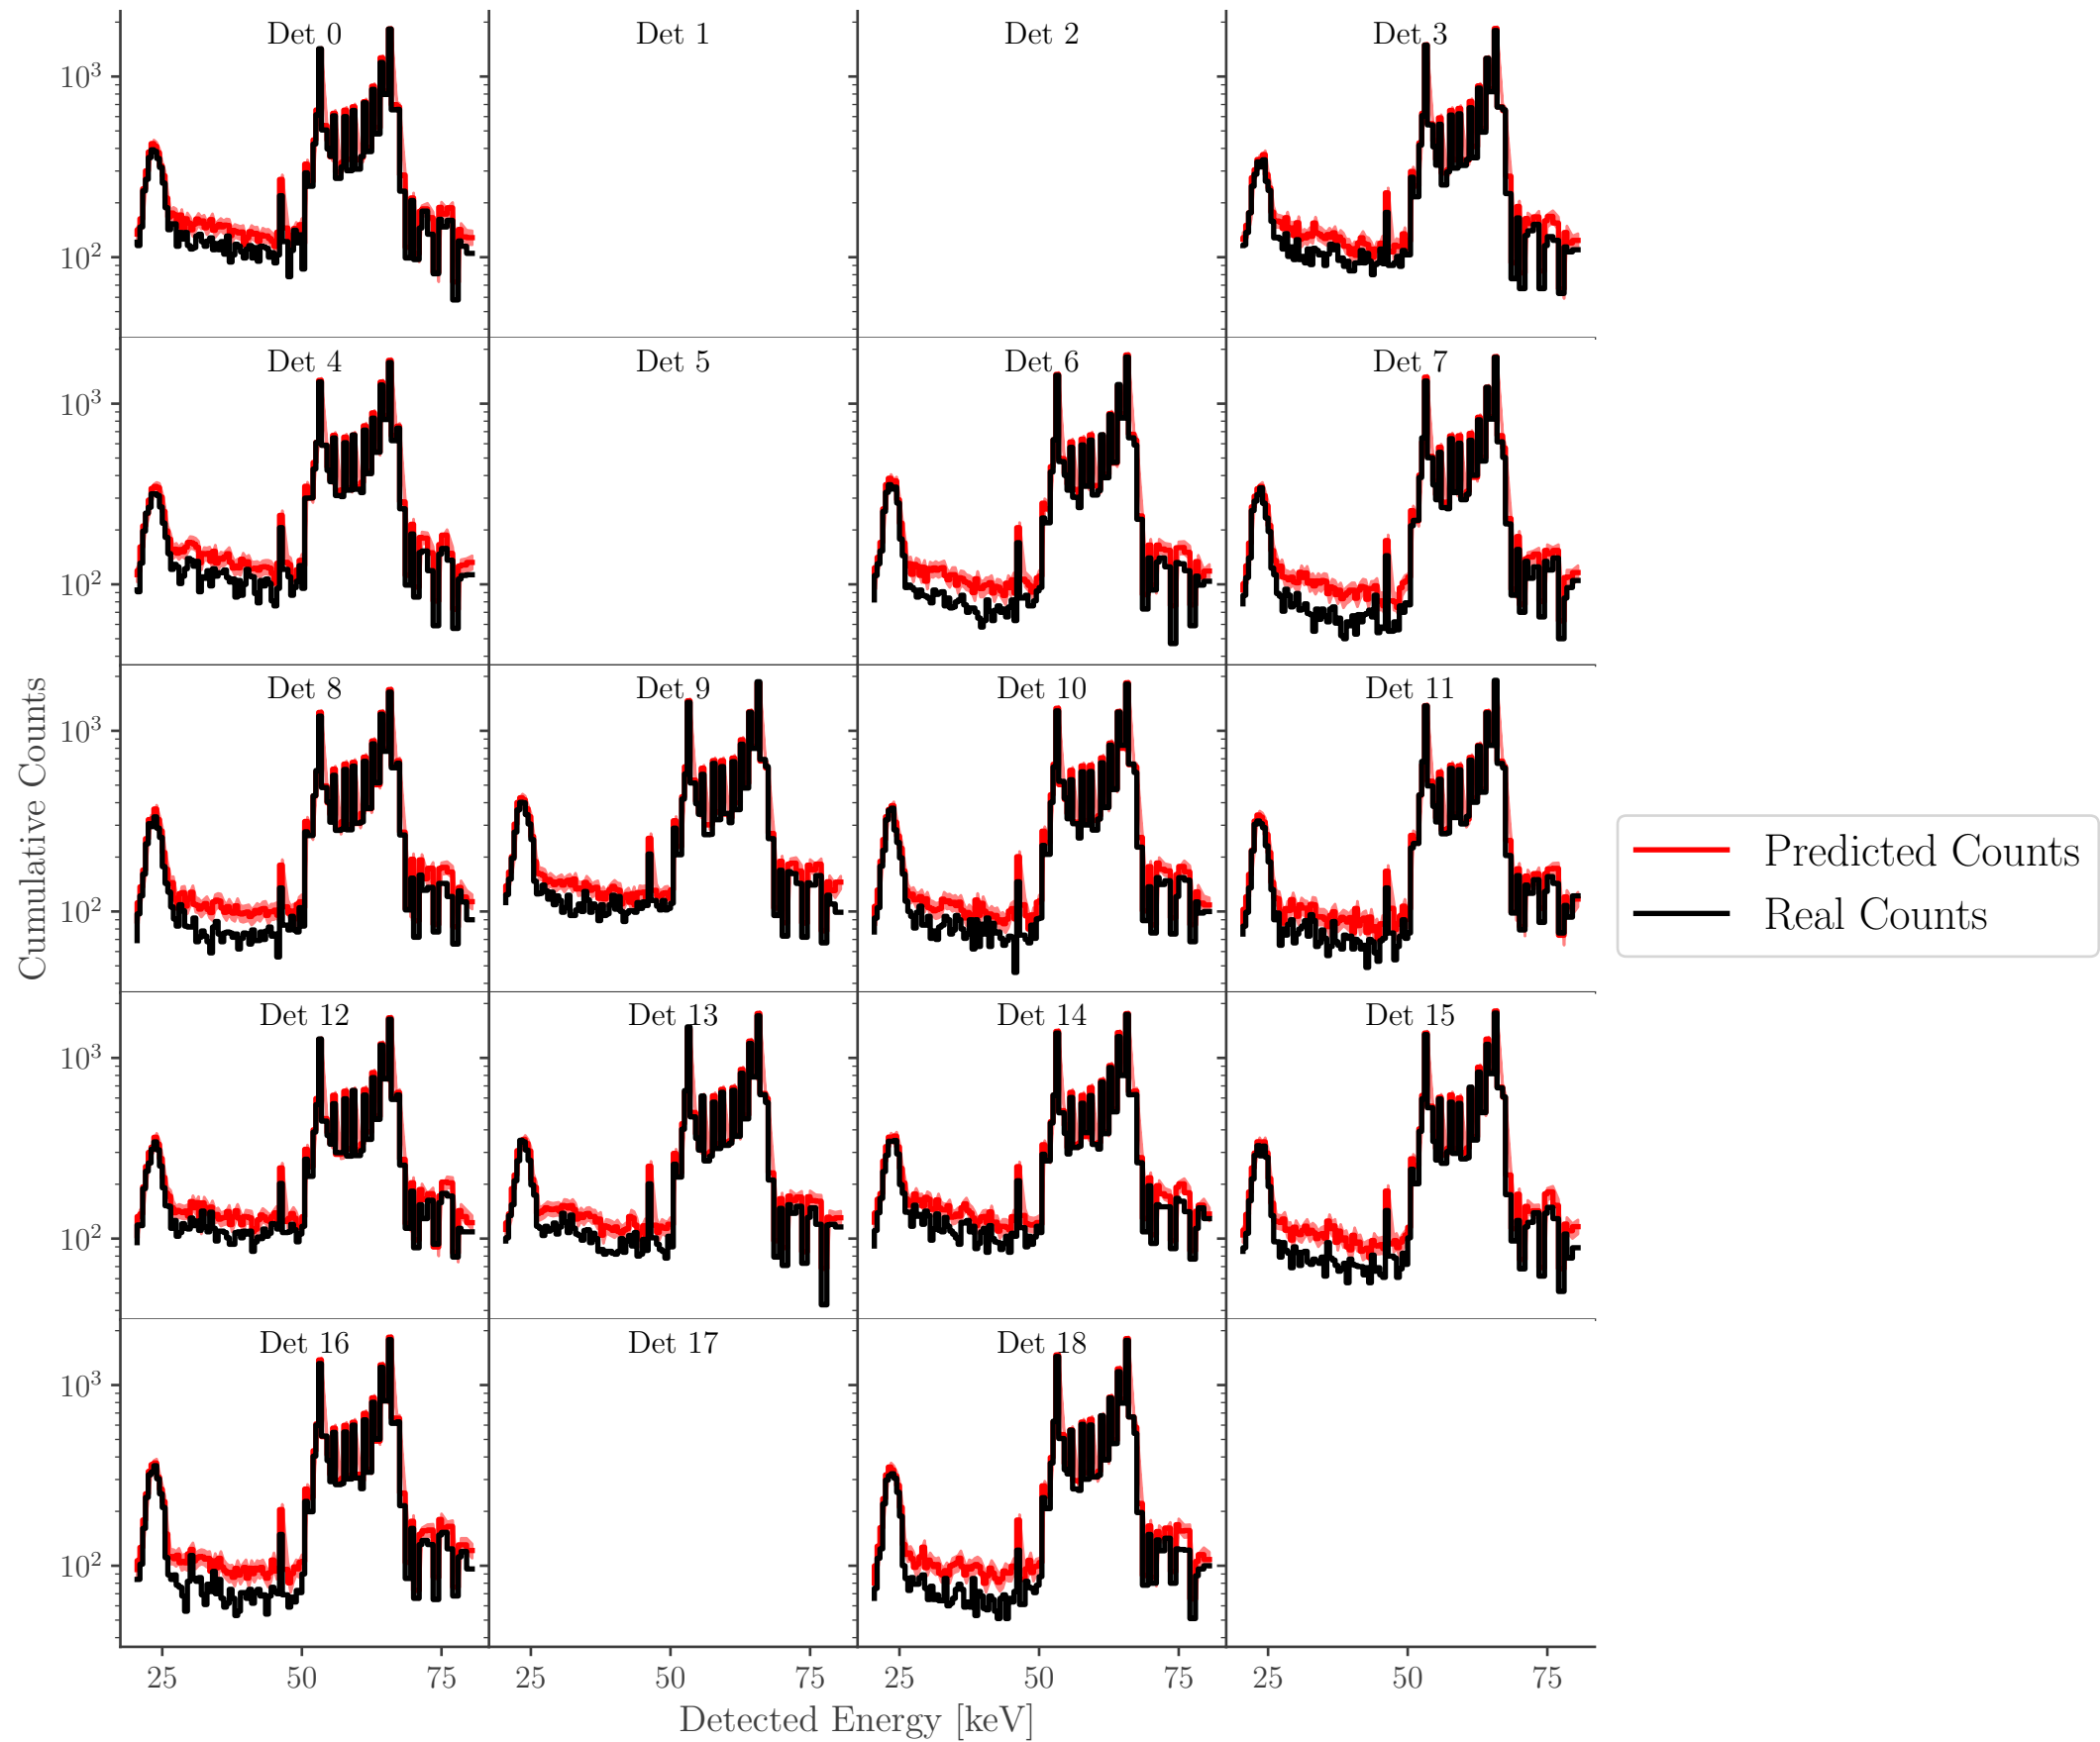 Det 0
Det 1
Det 2
Det 3
10³
10²
Det 4
Det 5
Det 6
Det 7
10³
10²
Det 8
Det 9
Det 10
Det 11
10³
10²
Cumulative Counts
Predicted Counts
Real Counts
Det 12
Det 13
Det 14
Det 15
10³
10²
Det 16
Det 17
Det 18
10³
10²
25 50 75 25 50 75 25 50 75 25 50 75
Detected Energy [keV]